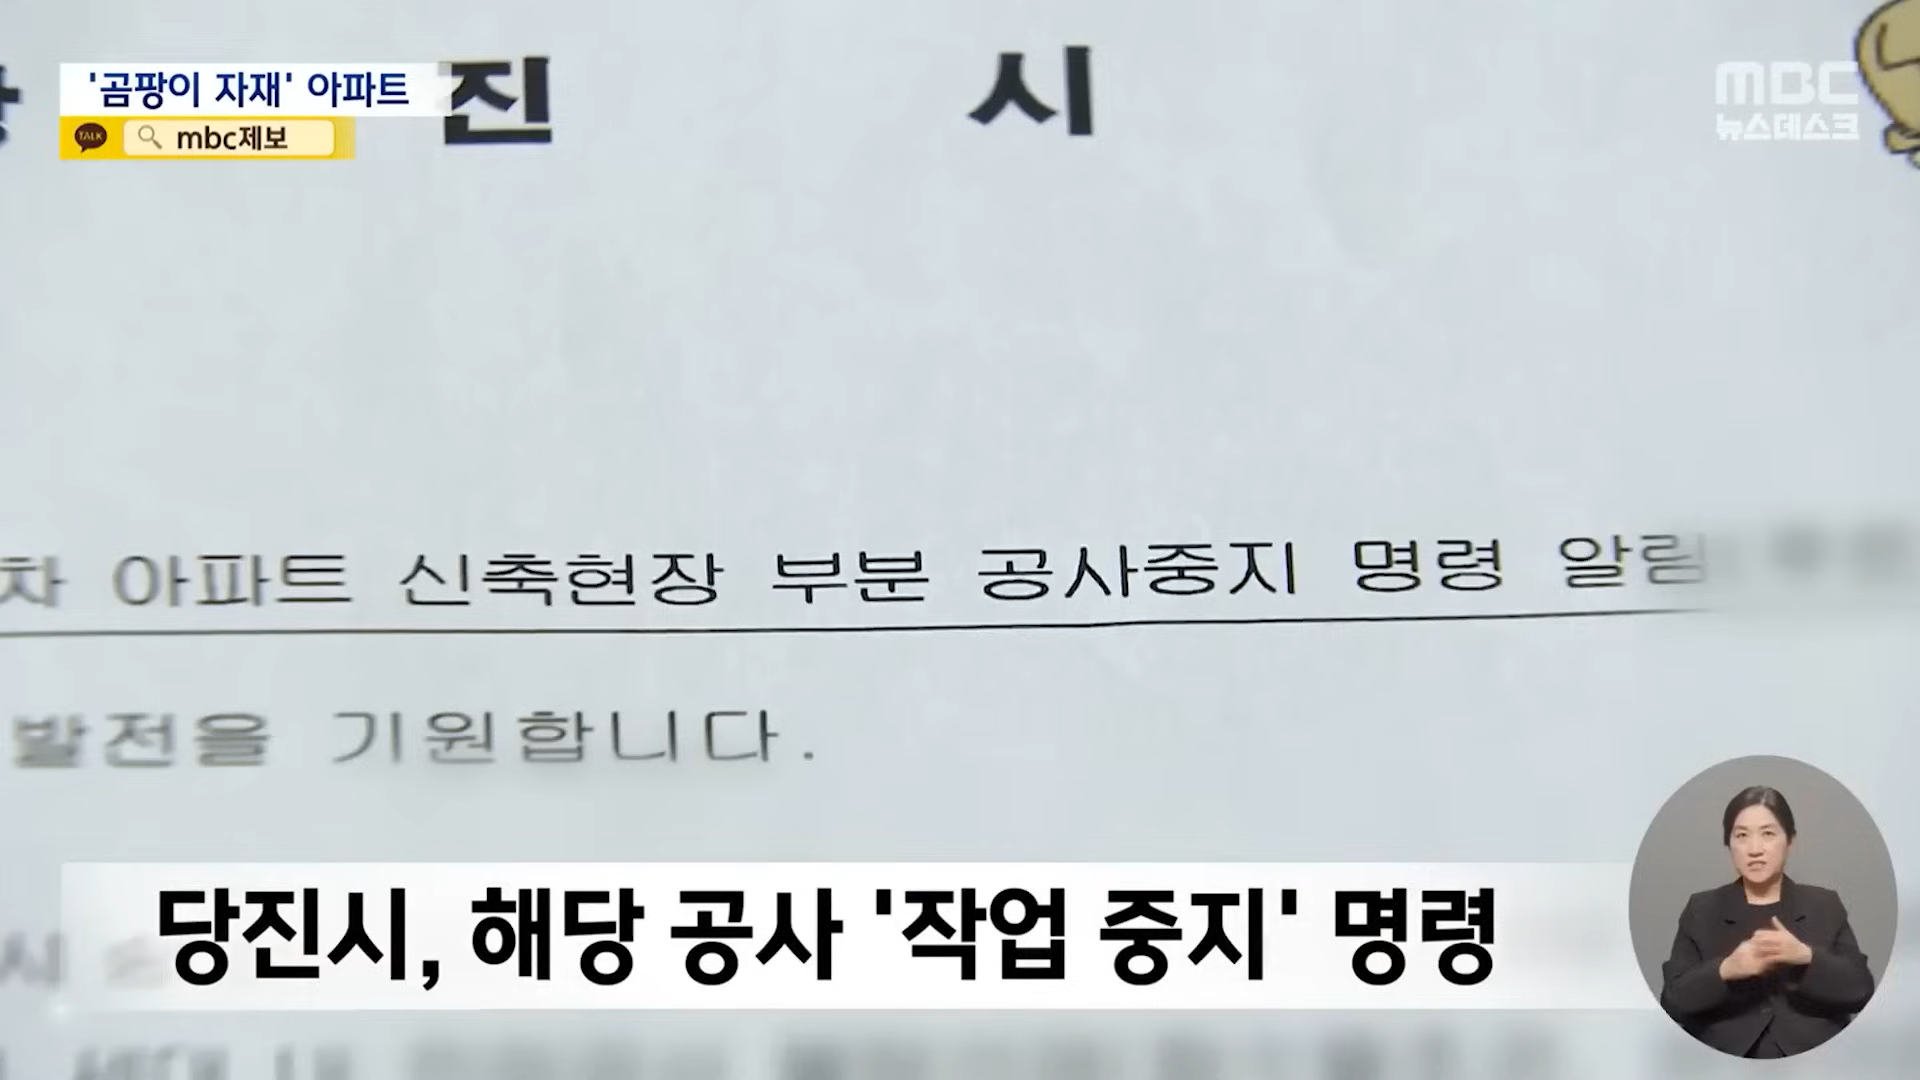 '곰팡이 자재' 아파트
TALK mbc제보
MBC
뉴스데스크
진 시
차 아파트 신축현장 부분 공사중지 명령 알림
발전을 기원합니다.
당진시, 해당 공사 '작업 중지' 명령